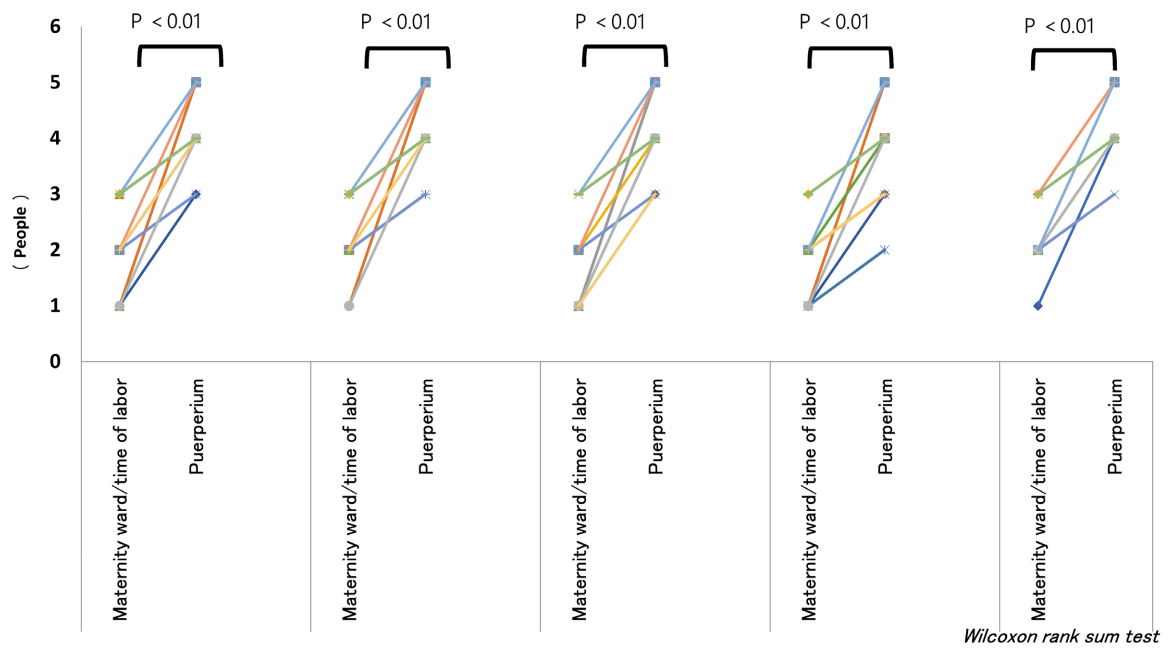 P < 0.01
P < 0.01
P < 0.01
P < 0.01
P < 0.01
6
5
4
3
2
1
0
( People )
Maternity ward/time of labor
Puerperium
Maternity ward/time of labor
Puerperium
Maternity ward/time of labor
Puerperium
Maternity ward/time of labor
Puerperium
Maternity ward/time of labor
Puerperium
Wilcoxon rank sum test